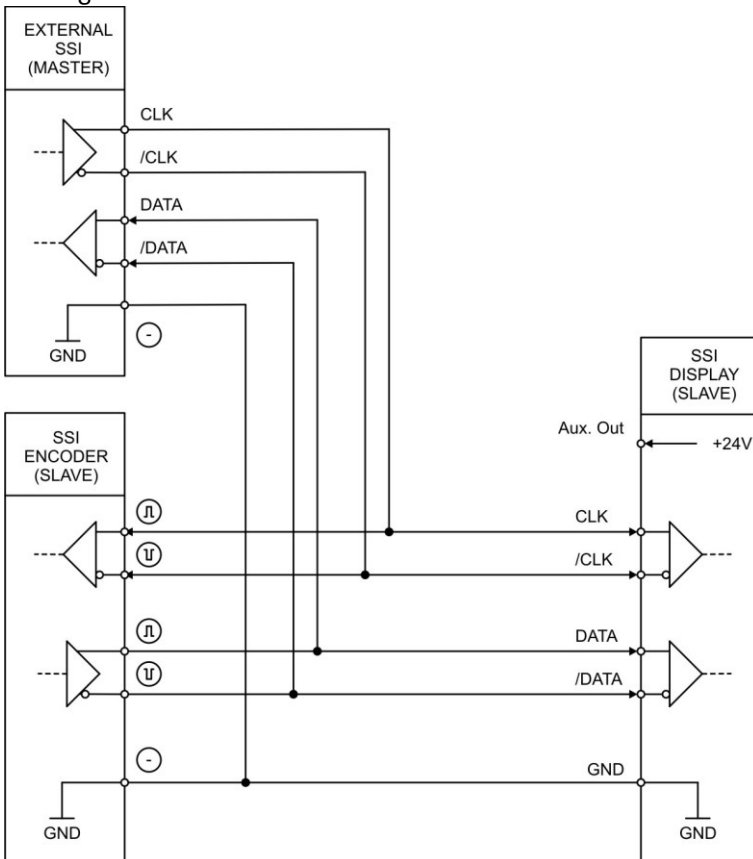 EXTERNAL
SSI
(MASTER)
CLK
/CLK
DATA
/DATA
-
GND
SSI
ENCODER
(SLAVE)
SSI
DISPLAY
(SLAVE)
Aux. Out
+24V
CLK
/CLK
DATA
/DATA
-
GND
GND
GND